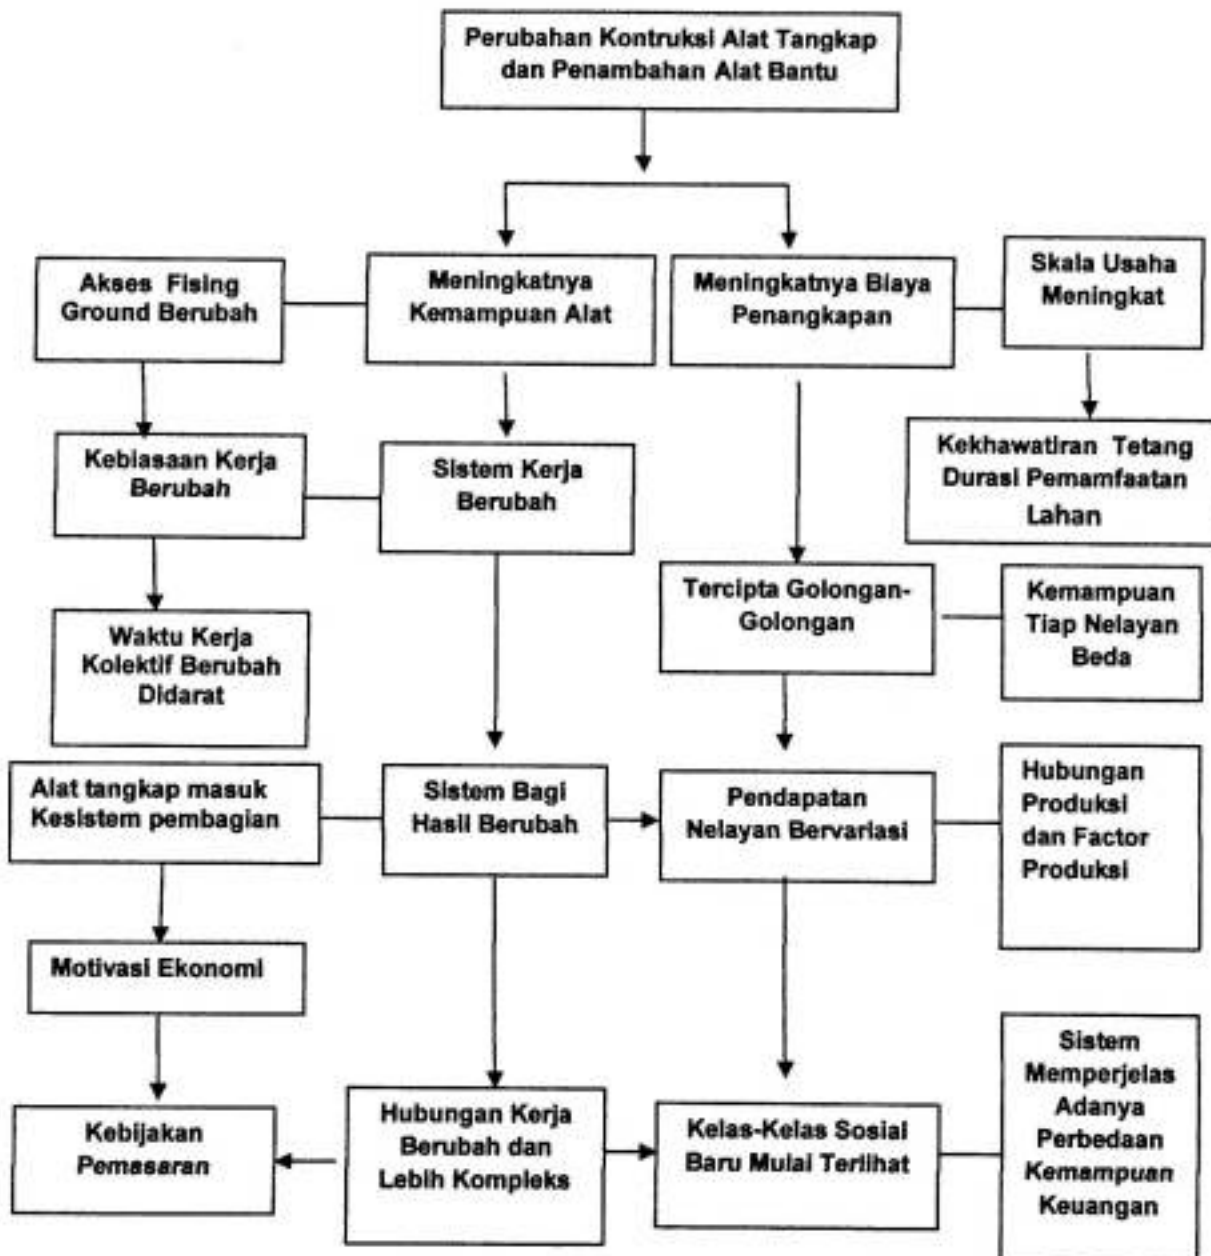 Perubahan Kontruksi Alat Tangkap
dan Penambahan Alat Bantu
Akses Fising
Ground Berubah
Meningkatnya
Kemampuan Alat
Meningkatnya Biaya
Penangkapan
Skala Usaha
Meningkat
Kebiasaan Kerja
Berubah
Sistem Kerja
Berubah
Kekhawatiran Tetang
Durasi Pemamfaatan
Lahan
Waktu Kerja
Kolektif Berubah
Didarat
Tercipta Golongan-
Golongan
Kemampuan
Tiap Nelayan
Beda
Alat tangkap masuk
Kesistem pembagian
Sistem Bagi
Hasil Berubah
Pendapatan
Nelayan Bervariasi
Hubungan
Produksi
dan Factor
Produksi
Motivasi Ekonomi
Kebijakan
Pemasaran
Hubungan Kerja
Berubah dan
Lebih Kompleks
Kelas-Kelas Sosial
Baru Mulai Terlihat
Sistem
Memperjelas
Adanya
Perbedaan
Kemampuan
Keuangan